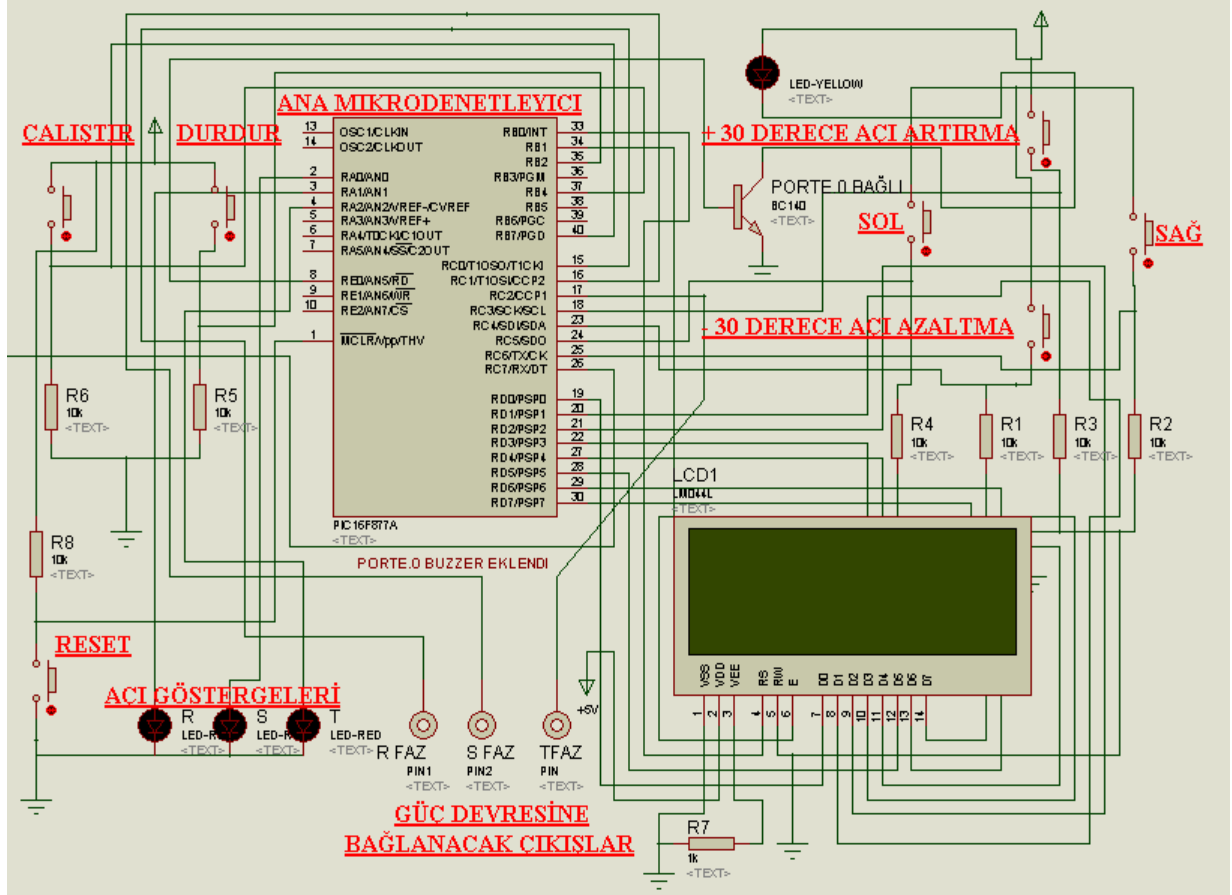 LED-YELLOW
<TEXT>
ANA MIKRODENETLEYICI
ÇALISTIR
DURDUR
+ 30 DERECE AÇI ARTIRMA
PORTE.0 BAĞLI
BC140
<TEXT>
SOL
SAĞ
- 30 DERECE AÇI AZALTMA
13 OSC1/CLKIN
14 OSC2/CLKOUT
2 RA0/AN0
3 RA1/AN1
4 RA2/AN2/VREF-/CVREF
5 RA3/AN3/VREF+
6 RA4/T0CKI/C1OUT
7 RA5/AN4/SS/C2OUT
8 RE0/AN5/RD
9 RE1/AN6/WR
10 RE2/AN7/CS
1 MCLR/Vpp/THV
RB0/INT 33
RB1 34
RB2 35
RB3/PGM 36
RB4 37
RB5 38
RB6/PGC 39
RB7/PGD 40
RC0/T1OSO/T1CKI 15
RC1/T1OSI/CCP2 16
RC2/CCP1 17
RC3/SCK/SCL 18
RC4/SDI/SDA 23
RC5/SDO 24
RC6/TX/CK 25
RC7/RX/DT 26
RD0/PSP0 19
RD1/PSP1 20
RD2/PSP2 21
RD3/PSP3 22
RD4/PSP4 27
RD5/PSP5 28
RD6/PSP6 29
RD7/PSP7 30
PIC16F877A
<TEXT>
R6
10k
<TEXT>
R5
10k
<TEXT>
R4
10k
<TEXT>
R1
10k
<TEXT>
R3
10k
<TEXT>
R2
10k
<TEXT>
LCD1
LM044L
<TEXT>
R8
10k
<TEXT>
PORTE.0 BUZZER EKLENDI
RESET
AÇI GÖSTERGELERİ
R
LED-R
<TEXT>
S
LED-R
<TEXT>
T
LED-RED
<TEXT>
R FAZ
PIN1
<TEXT>
S FAZ
PIN2
<TEXT>
TFAZ
PIN
<TEXT>
+5V
VSS VDD VEE RS RW E D0 D1 D2 D3 D4 D5 D6 D7
1 2 3 4 5 6 7 8 9 10 11 12 13 14
GÜÇ DEVRESİNE
BAĞLANACAK ÇIKISLAR
R7
1k
<TEXT>